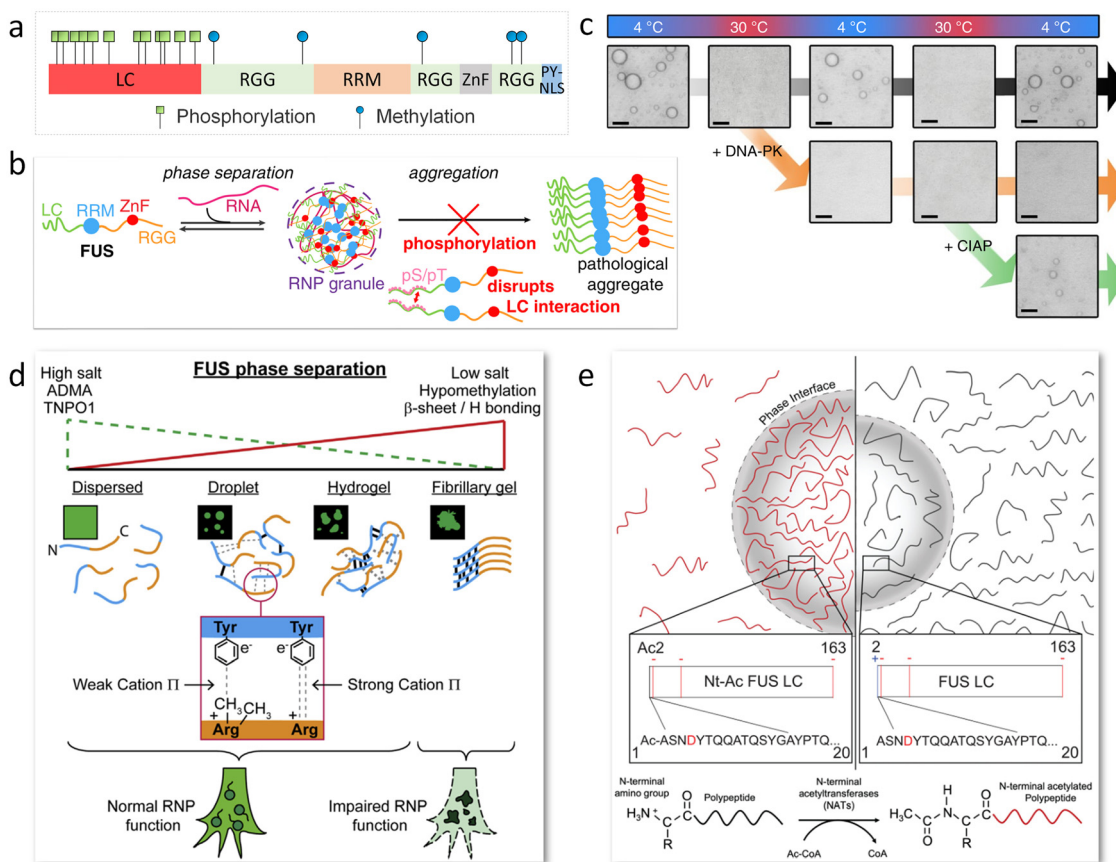 a
LC
RGG
RRM
RGG
ZnF
RGG
PY-
NLS
Phosphorylation
Methylation
b
phase separation
aggregation
LC
RRM
ZnF
RGG
FUS
RNA
RNP granule
phosphorylation
pS/pT
disrupts
LC interaction
pathological
aggregate
c
4 °C
30 °C
4 °C
30 °C
4 °C
+ DNA-PK
+ CIAP
d
FUS phase separation
High salt
ADMA
TNPO1
Low salt
Hypomethylation
β-sheet / H bonding
Dispersed
Droplet
Hydrogel
Fibrillary gel
N
C
Tyr
Tyr
e-
e-
Weak Cation Π
Strong Cation Π
CH3
CH3
+
+
Arg
Arg
Normal RNP
function
Impaired RNP
function
e
Phase Interface
Ac2
163
-
-
-
Nt-Ac FUS LC
Ac-ASNDYTQQATQSYGAYPTQ...
1
20
2
163
+
-
-
-
FUS LC
ASNDYTQQATQSYGAYPTQ...
1
20
N-terminal
amino group
Polypeptide
H3N+
O
R
N-terminal
acetyltransferases
(NATs)
Ac-CoA
CoA
N-terminal acetylated
Polypeptide
H3C
O
H
N
O
R